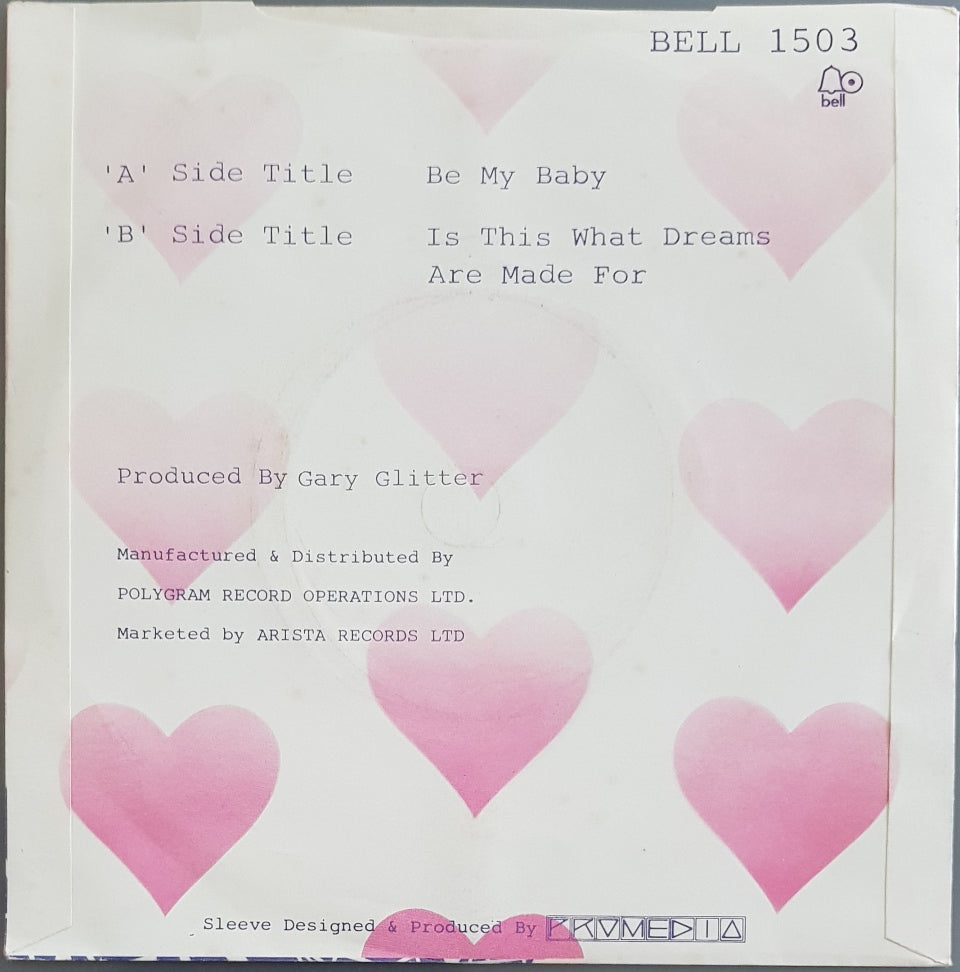 BELL 1503
bell
'A' Side Title Be My Baby
'B' Side Title Is This What Dreams
Are Made For
Produced By Gary Glitter
Manufactured & Distributed By
POLYGRAM RECORD OPERATIONS LTD.
Marketed by ARISTA RECORDS LTD
Sleeve Designed & Produced By PROMEDIA